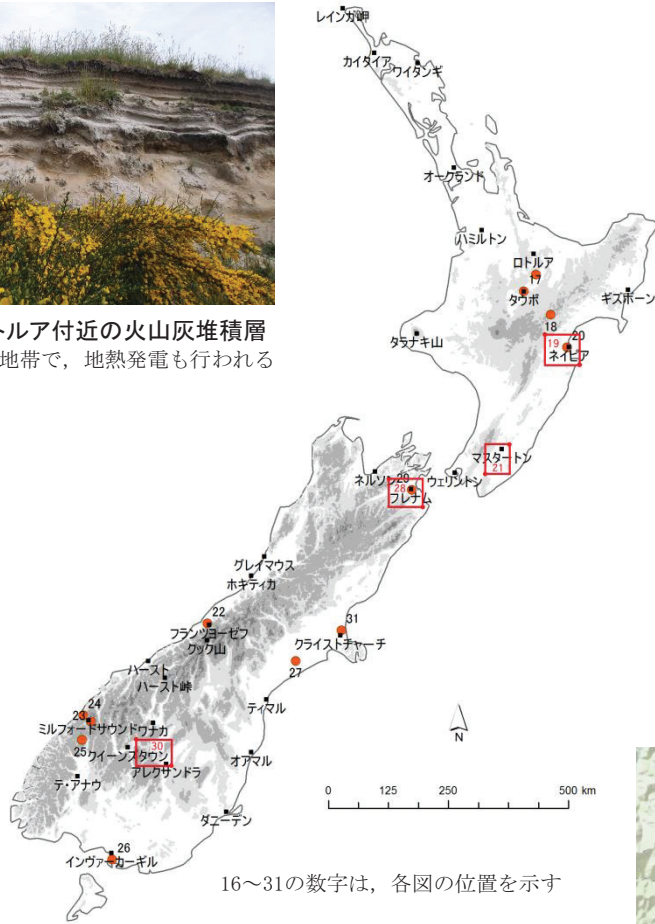 トルア付近の火山灰堆積層
地帯で，地熱発電も行われる
レインガ岬
カイタイア
ワイタンギ
オークランド
ハミルトン
ロトルア
17
タウポ
ギズボーン
18
タラナキ山
20
19
ネイピア
マスタートン
21
ネルソン
29
ウェリントン
28
ブレナム
グレイマウス
ホキティカ
22
フランツヨーゼフ
クック山
31
クライストチャーチ
27
ハースト
ハースト峠
ティマル
24
23
ミルフォードサウンド
ワナカ
30
25
クイーンズタウン
オアマル
アレクサンドラ
テ・アナウ
ダニーデン
26
インヴァーカーギル
N
0 125 250 500 km
16～31の数字は，各図の位置を示す